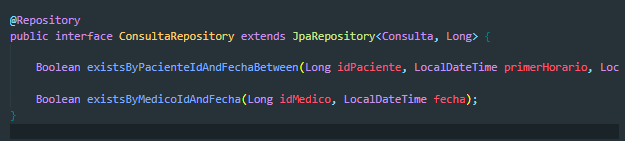 @Repository
public interface ConsultaRepository extends JpaRepository<Consulta, Long> {
Boolean existsByPacienteIdAndFechaBetween(Long idPaciente, LocalDateTime primerHorario, Loc
Boolean existsByMedicoIdAndFecha(Long idMedico, LocalDateTime fecha);
}